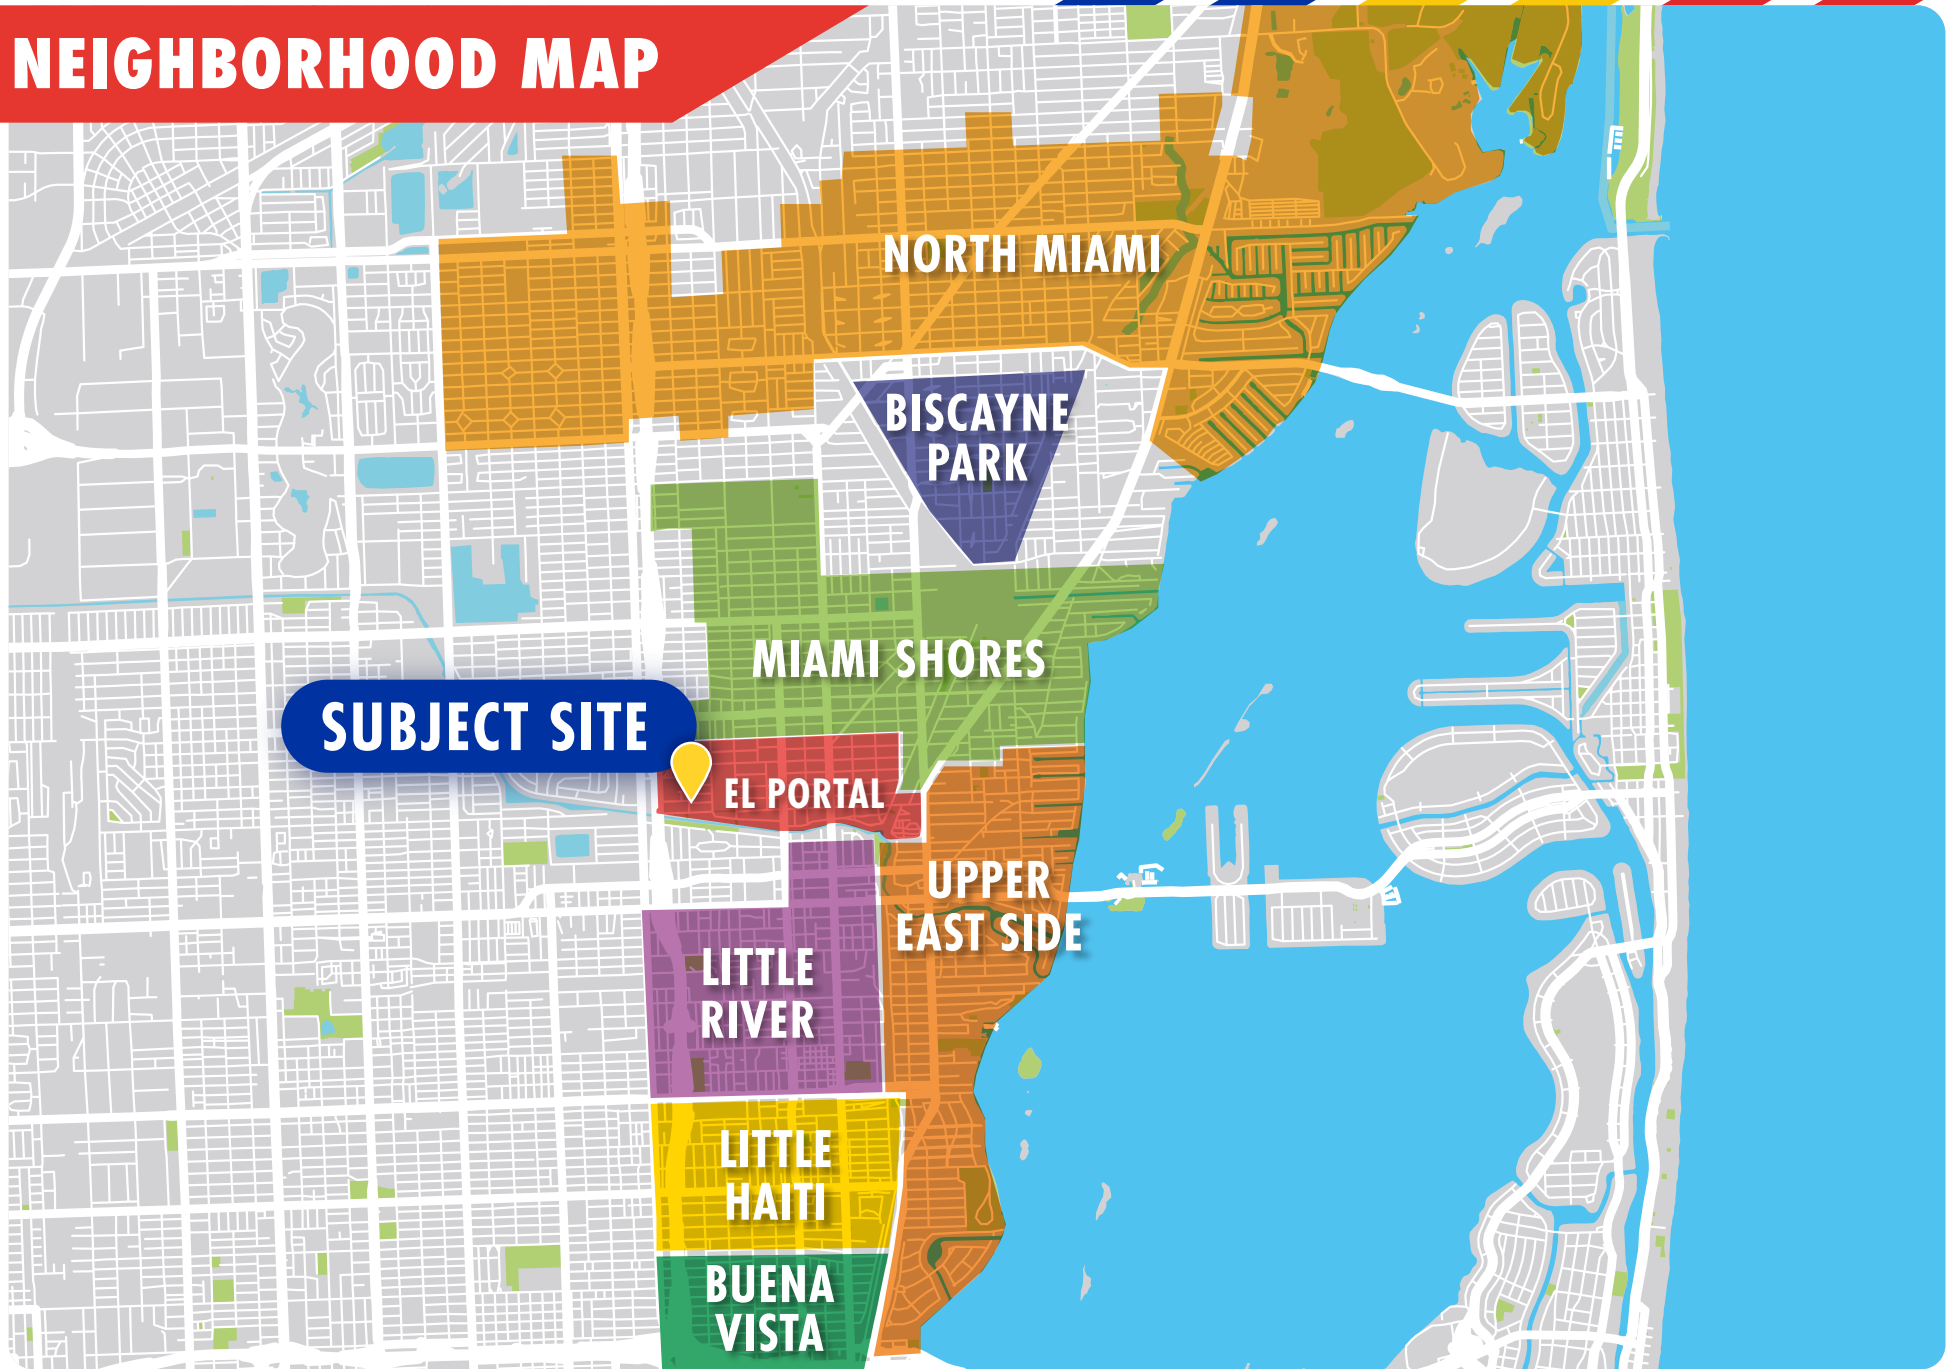 NEIGHBORHOOD MAP
NORTH MIAMI
BISCAYNE
PARK
MIAMI SHORES
SUBJECT SITE
EL PORTAL
UPPER
EAST SIDE
LITTLE
RIVER
LITTLE
HAITI
BUENA
VISTA